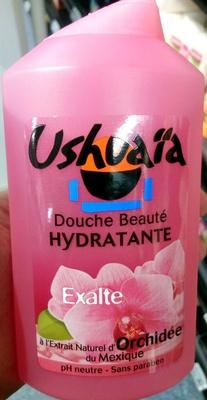 Ushuaïa
Douche Beauté
HYDRATANTE
Exalte
à l'Extrait Naturel d'Orchidée
du Mexique
pH neutre - Sans paraben